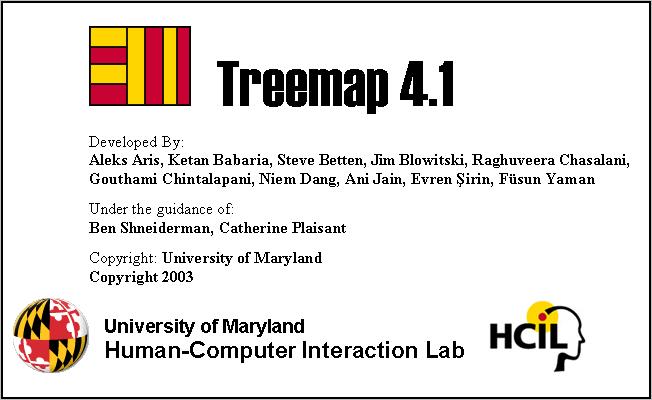 Treemap 4.1
Developed By:
Aleks Aris, Ketan Babaria, Steve Betten, Jim Blowitski, Raghuveera Chasalani,
Gouthami Chintalapani, Niem Dang, Ani Jain, Evren Şirin, Füsun Yaman
Under the guidance of:
Ben Shneiderman, Catherine Plaisant
Copyright: University of Maryland
Copyright 2003
University of Maryland
Human-Computer Interaction Lab
HCIL